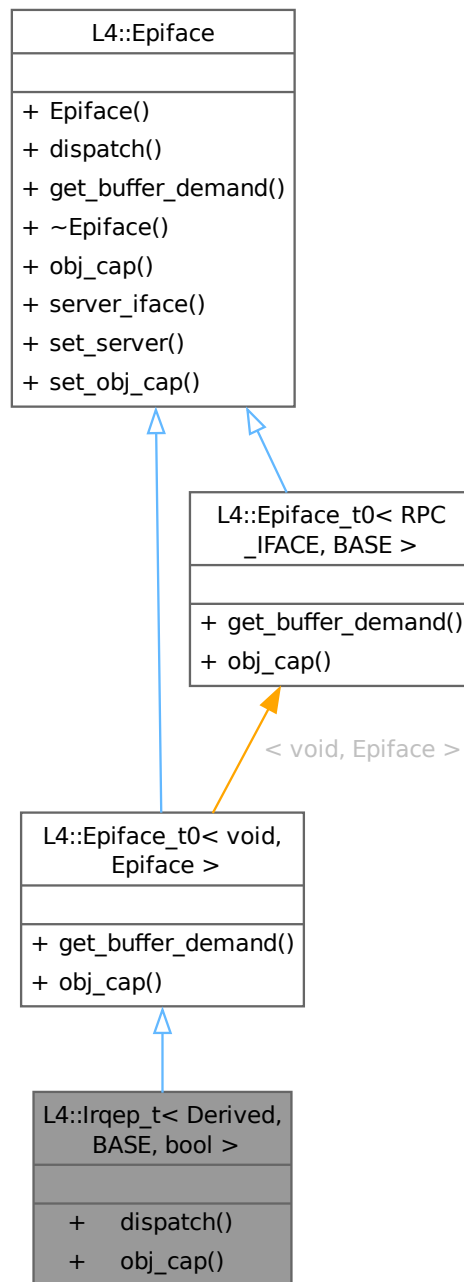 L4::Epiface
+ Epiface()
+ dispatch()
+ get_buffer_demand()
+ ~Epiface()
+ obj_cap()
+ server_iface()
+ set_server()
+ set_obj_cap()
L4::Epiface_t0< RPC
_IFACE, BASE >
+ get_buffer_demand()
+ obj_cap()
< void, Epiface >
L4::Epiface_t0< void,
Epiface >
+ get_buffer_demand()
+ obj_cap()
L4::Irqep_t< Derived,
BASE, bool >
+ dispatch()
+ obj_cap()